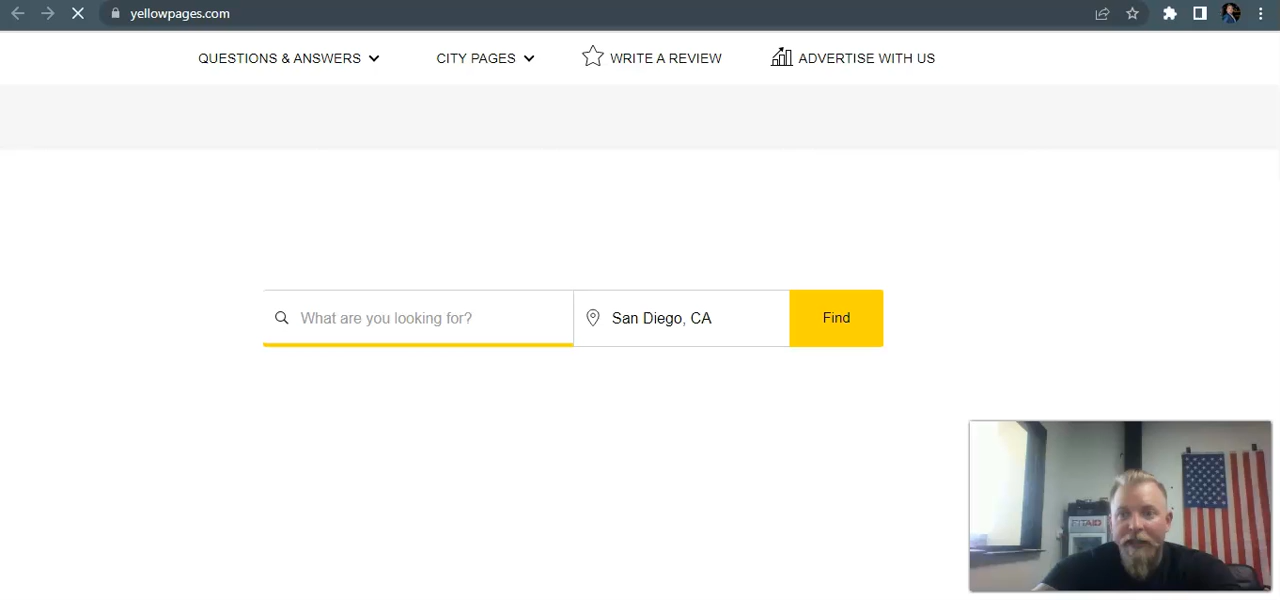 yellowpages.com
QUESTIONS & ANSWERS CITY PAGES WRITE A REVIEW ADVERTISE WITH US
What are you looking for? San Diego, CA Find
FITAID